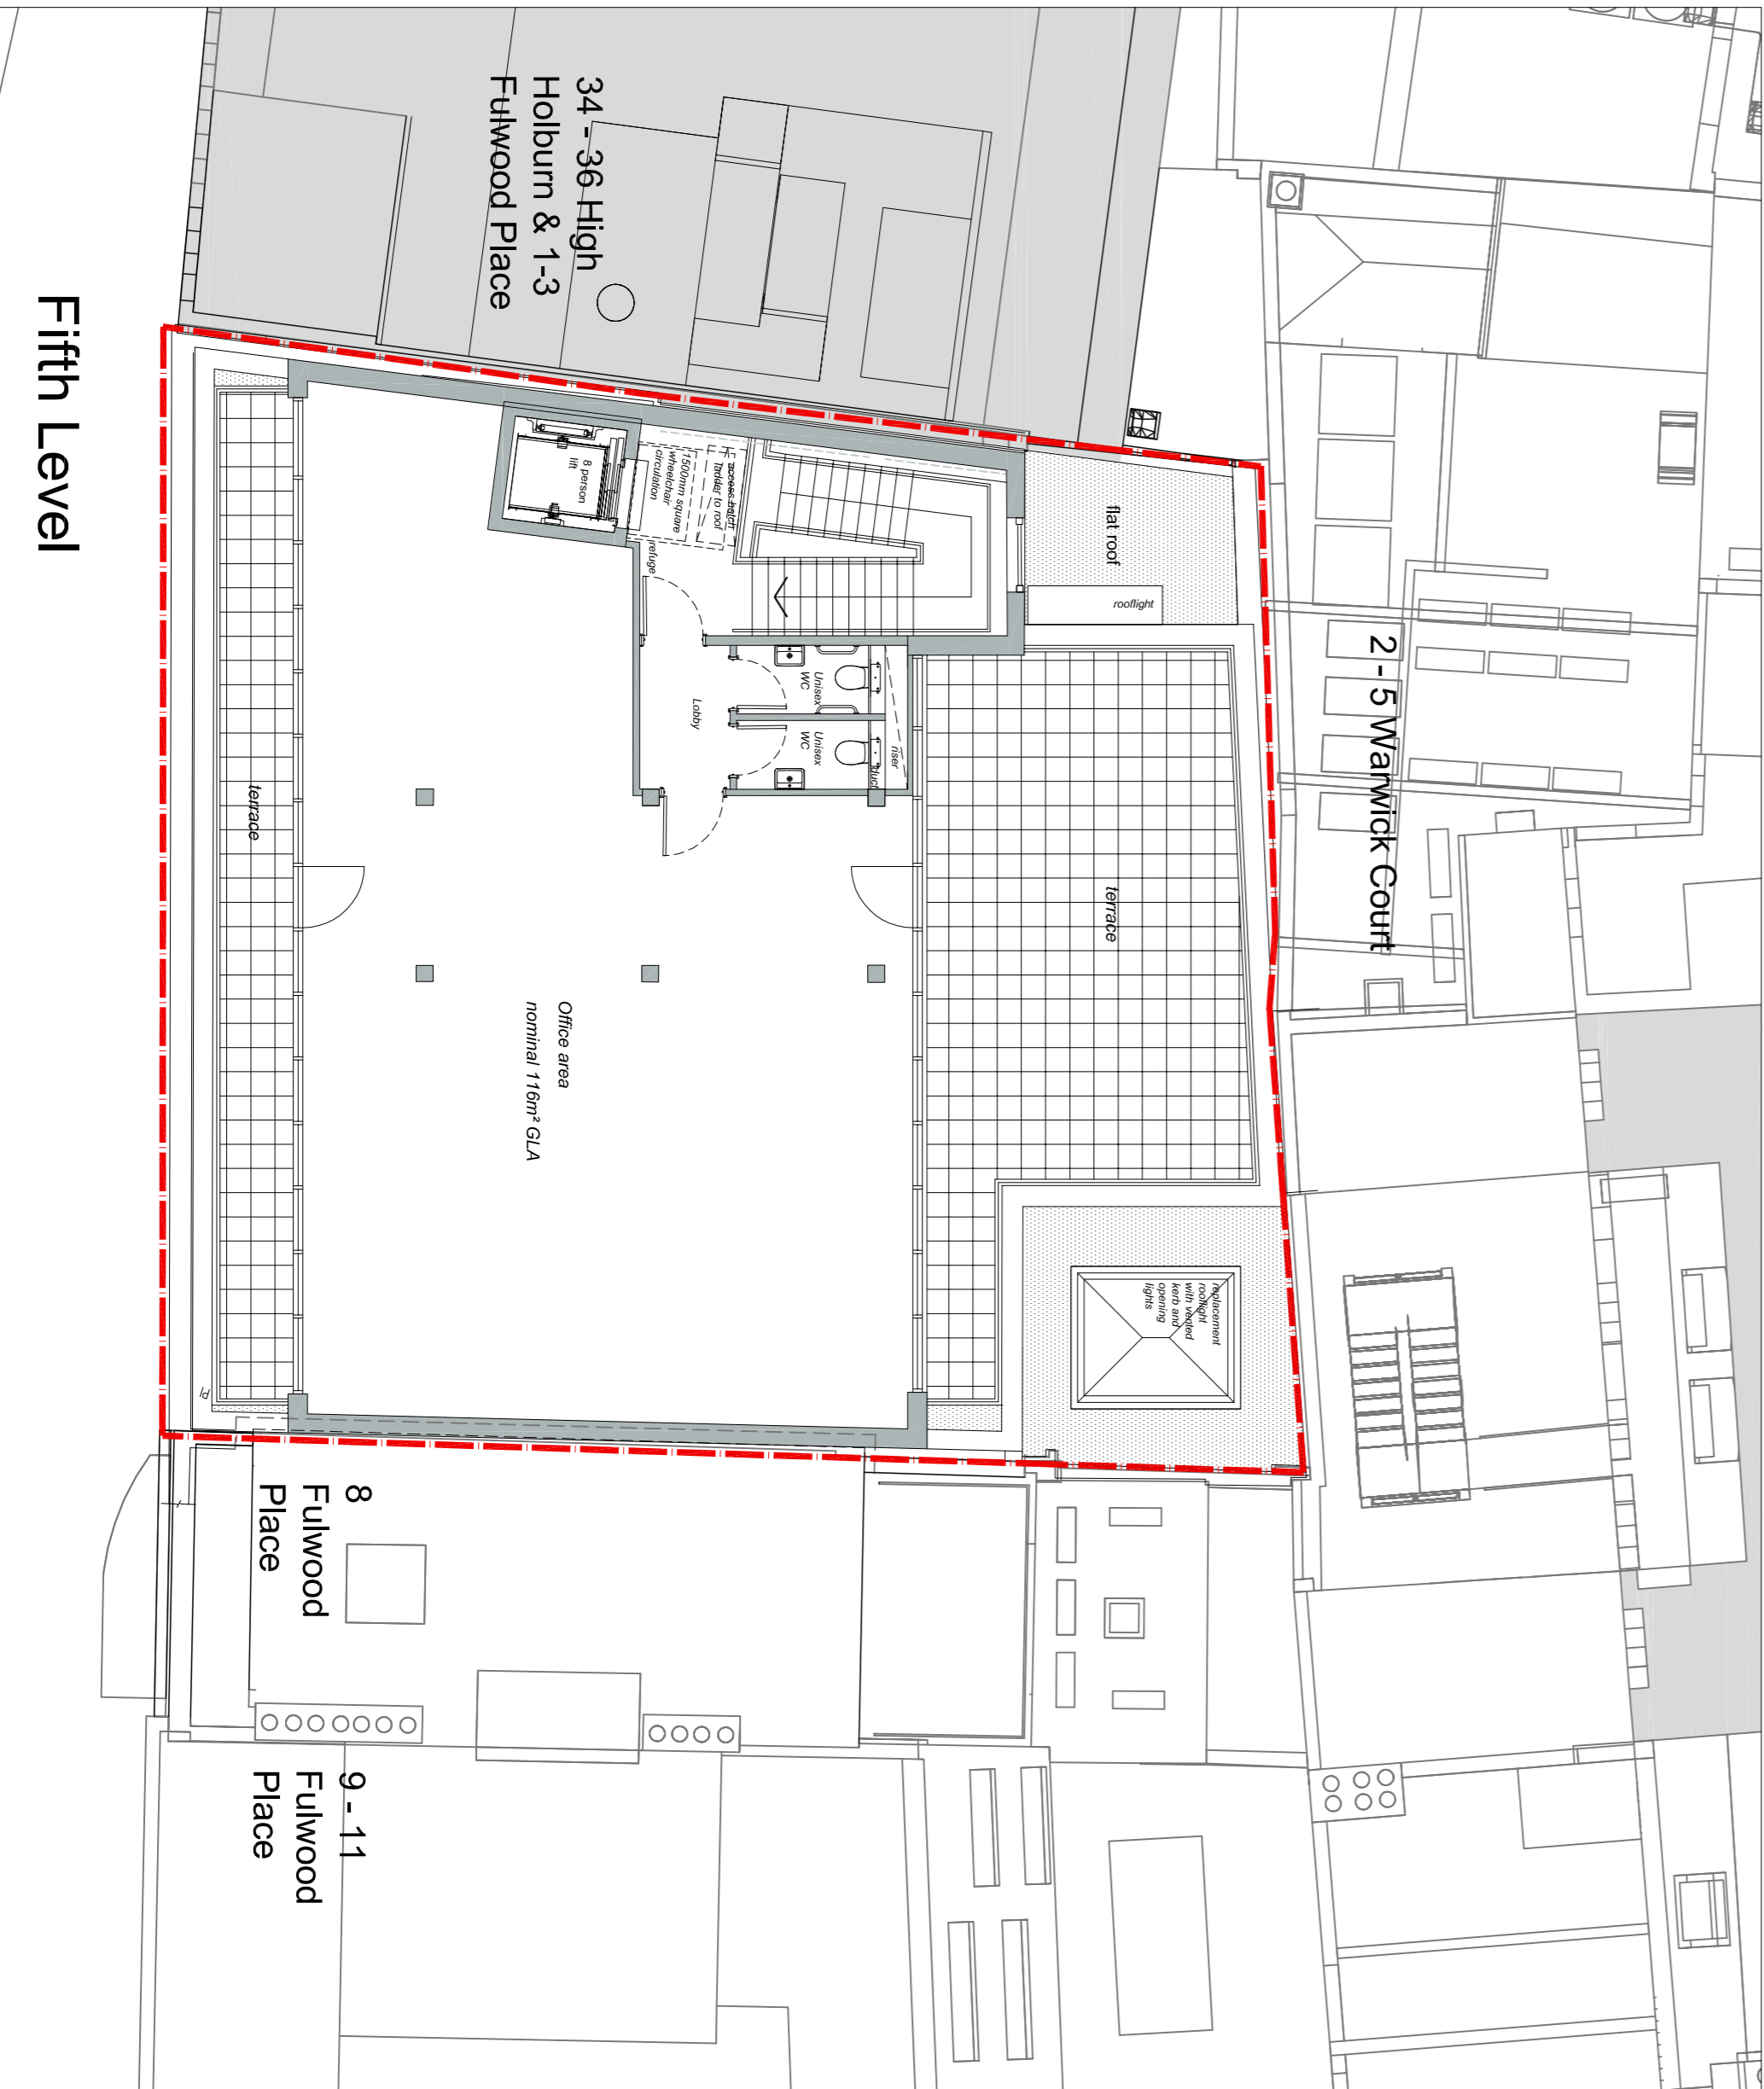 2 - 5 Warwick Court
34 - 36 High
Holburn & 1-3
Fulwood Place
flat roof
rooflight
terrace
replacement
rooflight
with vented
kerb and
opening
lights
access hatch
ladder to roof
1500mm square
wheelchair
circulation
8 person
lift
refuge
Unisex
WC
Unisex
WC
riser
duct
Lobby
Office area
nominal 116m² GLA
terrace
pl
8
Fulwood
Place
9 - 11
Fulwood
Place
Fifth Level